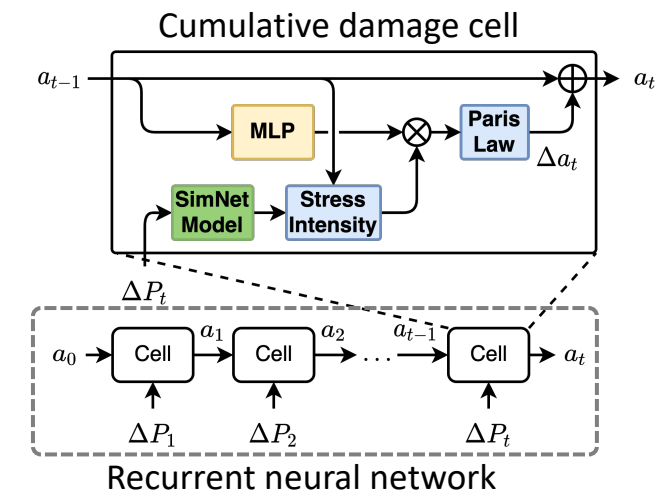 Cumulative damage cell
a_{t-1}
a_t
MLP
Paris
Law
Δa_t
SimNet
Model
Stress
Intensity
ΔP_t
a_0
Cell
a_1
Cell
a_2
...
a_{t-1}
Cell
a_t
ΔP_1
ΔP_2
ΔP_t
Recurrent neural network